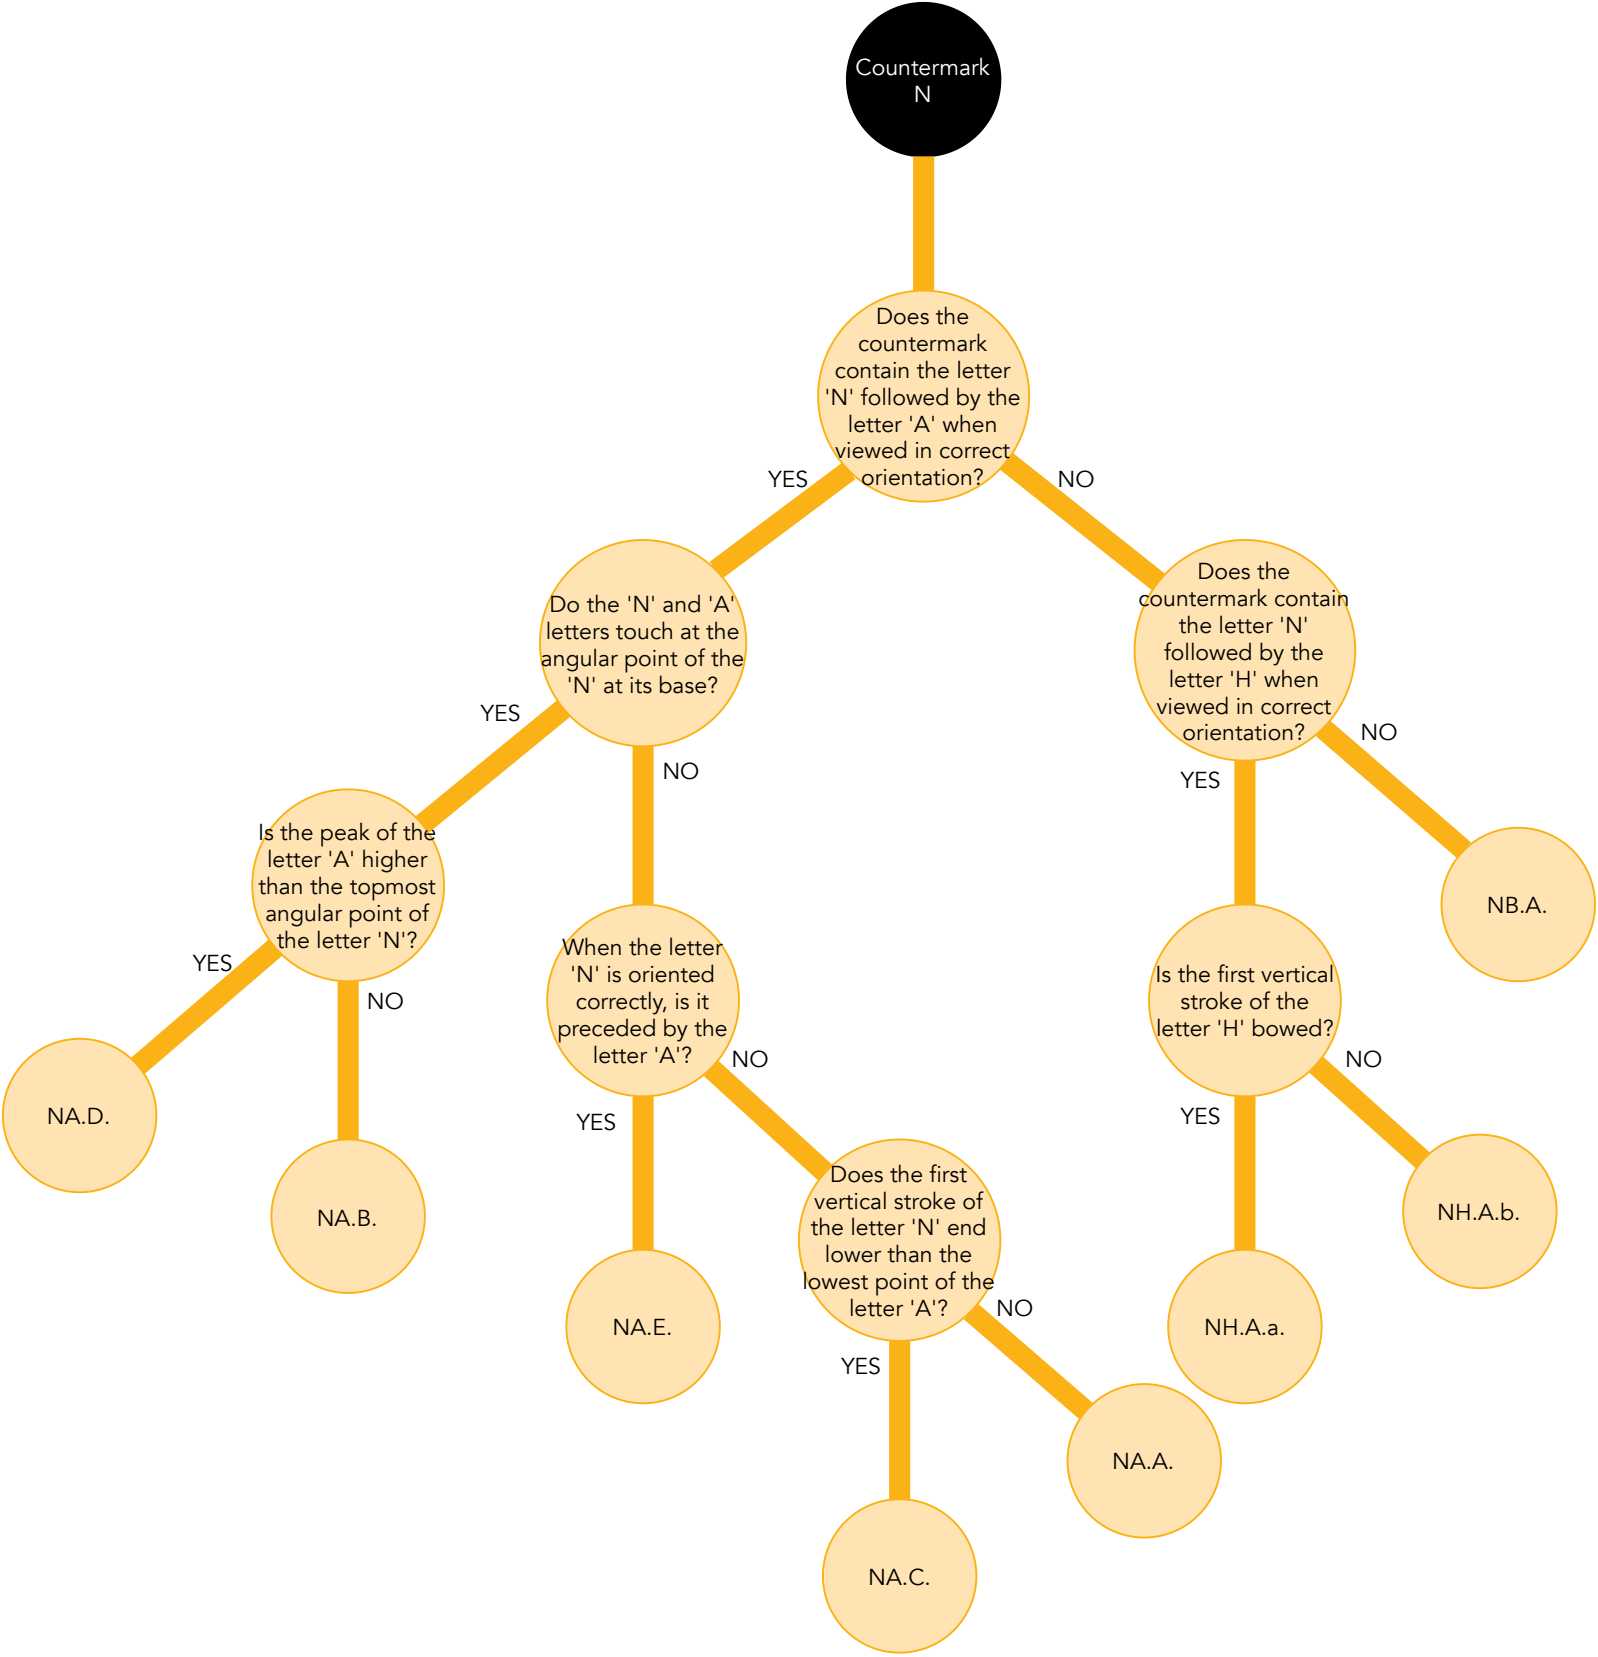 Countermark
N
Does the
countermark
contain the letter
'N' followed by the
letter 'A' when
viewed in correct
orientation?
YES
NO
Do the 'N' and 'A'
letters touch at the
angular point of the
'N' at its base?
Does the
countermark contain
the letter 'N'
followed by the
letter 'H' when
viewed in correct
orientation?
YES
NO
YES
NO
Is the peak of the
letter 'A' higher
than the topmost
angular point of
the letter 'N'?
When the letter
'N' is oriented
correctly, is it
preceded by the
letter 'A'?
Is the first vertical
stroke of the
letter 'H' bowed?
NB.A.
YES
NO
YES
NO
YES
NO
NA.D.
NA.B.
NA.E.
Does the first
vertical stroke of
the letter 'N' end
lower than the
lowest point of the
letter 'A'?
NH.A.a.
NH.A.b.
YES
NO
NA.C.
NA.A.